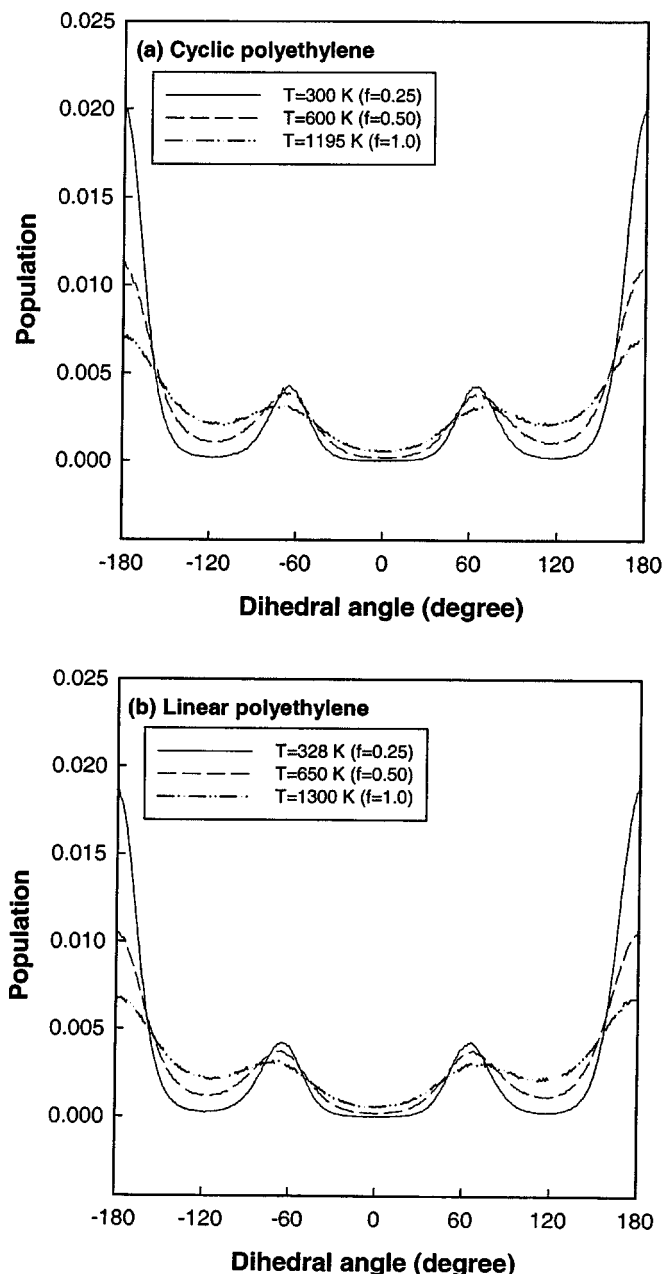 0.025
(a) Cyclic polyethylene
T=300 K (f=0.25)
T=600 K (f=0.50)
T=1195 K (f=1.0)
0.020
0.015
0.010
0.005
0.000
Population
-180 -120 -60 0 60 120 180
Dihedral angle (degree)
0.025
(b) Linear polyethylene
T=328 K (f=0.25)
T=650 K (f=0.50)
T=1300 K (f=1.0)
0.020
0.015
0.010
0.005
0.000
Population
-180 -120 -60 0 60 120 180
Dihedral angle (degree)